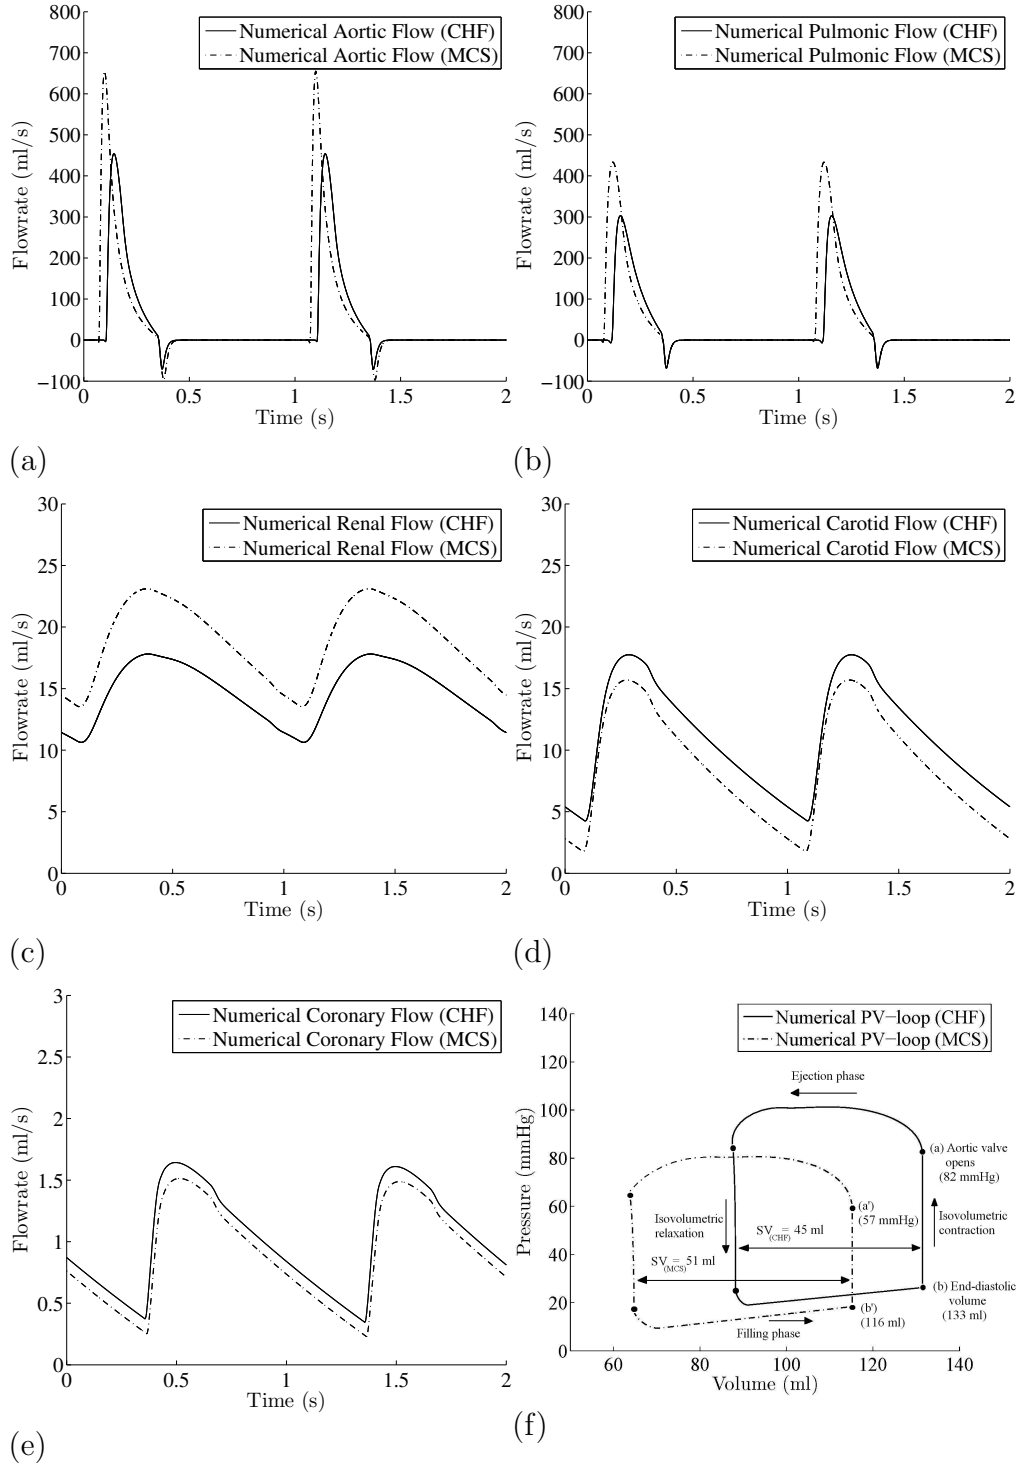 Numerical Aortic Flow (CHF)
Numerical Aortic Flow (MCS)
800
700
600
500
400
300
200
100
0
−100
Flowrate (ml/s)
0 0.5 1 1.5 2
Time (s)
(a)
Numerical Pulmonic Flow (CHF)
Numerical Pulmonic Flow (MCS)
800
700
600
500
400
300
200
100
0
−100
Flowrate (ml/s)
0 0.5 1 1.5 2
Time (s)
(b)
Numerical Renal Flow (CHF)
Numerical Renal Flow (MCS)
30
25
20
15
10
5
0
Flowrate (ml/s)
0 0.5 1 1.5 2
Time (s)
(c)
Numerical Carotid Flow (CHF)
Numerical Carotid Flow (MCS)
30
25
20
15
10
5
0
Flowrate (ml/s)
0 0.5 1 1.5 2
Time (s)
(d)
Numerical Coronary Flow (CHF)
Numerical Coronary Flow (MCS)
3
2.5
2
1.5
1
0.5
0
Flowrate (ml/s)
0 0.5 1 1.5 2
Time (s)
(e)
Numerical PV−loop (CHF)
Numerical PV−loop (MCS)
140
120
100
80
60
40
20
0
Pressure (mmHg)
Ejection phase
(a) Aortic valve
opens
(82 mmHg)
(a')
(57 mmHg)
Isovolumetric
relaxation
Isovolumetric
contraction
SV(CHF) = 45 ml
SV(MCS) = 51 ml
(b) End-diastolic
volume
(133 ml)
(b')
(116 ml)
Filling phase
60 80 100 120 140
Volume (ml)
(f)